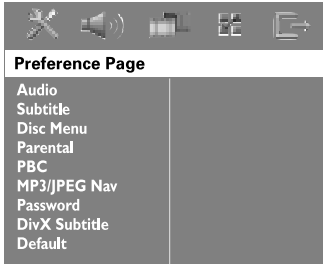 Preference Page
Audio
Subtitle
Disc Menu
Parental
PBC
MP3/JPEG Nav
Password
DivX Subtitle
Default